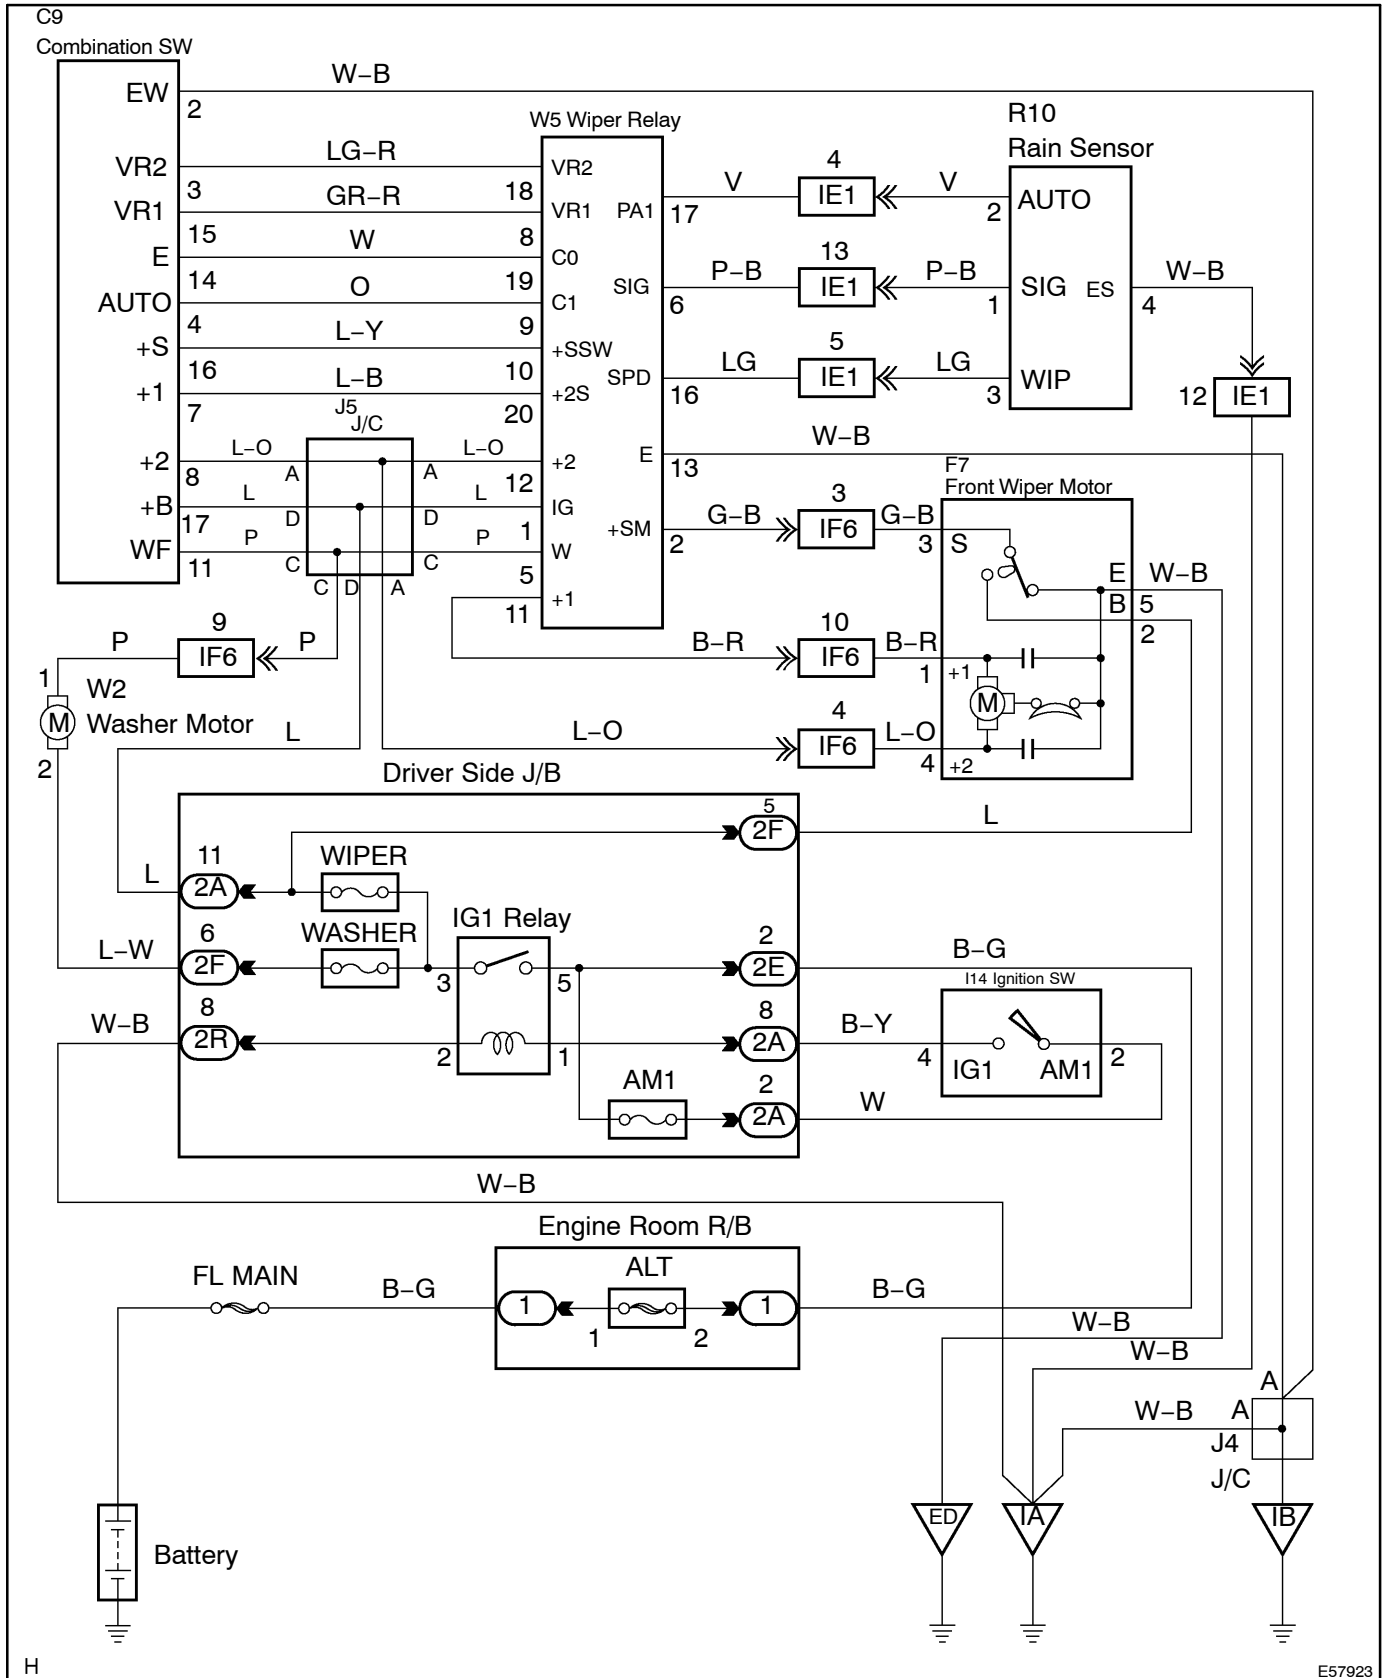 C9
Combination SW
W-B
EW
2
W5 Wiper Relay
R10
Rain Sensor
LG-R
VR2
3
18
VR2
GR-R
VR1
15
8
VR1
W
E
14
19
C0
O
AUTO
4
9
C1
L-Y
+S
16
10
+SSW
L-B
+1
7
20
+2S
J5
J/C
L-O
A
A
L-O
+2
8
12
+2
L
D
D
L
+B
17
1
IG
P
C
C
P
WF
11
5
W
C
D
A
11
+1
PA1
17
V
4
IE1
V
2
AUTO
SIG
6
P-B
13
IE1
P-B
1
SIG
ES
4
W-B
SPD
16
LG
5
IE1
LG
3
WIP
12
IE1
E
13
W-B
F7
Front Wiper Motor
+SM
2
G-B
3
IF6
G-B
3
S
E
5
W-B
B
2
9
P
IF6
P
B-R
10
IF6
B-R
1
+1
1
W2
M
Washer Motor
2
M
L
L-O
4
IF6
L-O
4
+2
Driver Side J/B
5
2F
L
11
L
2A
WIPER
WASHER
IG1 Relay
6
L-W
2F
3
5
2
2E
B-G
I14 Ignition SW
8
W-B
2R
2
1
8
2A
B-Y
4
IG1
AM1
2
AM1
2
2A
W
W-B
Engine Room R/B
FL MAIN
B-G
ALT
1
1
1
2
B-G
W-B
W-B
A
W-B
A
J4
J/C
Battery
ED
IA
IB
H
E57923